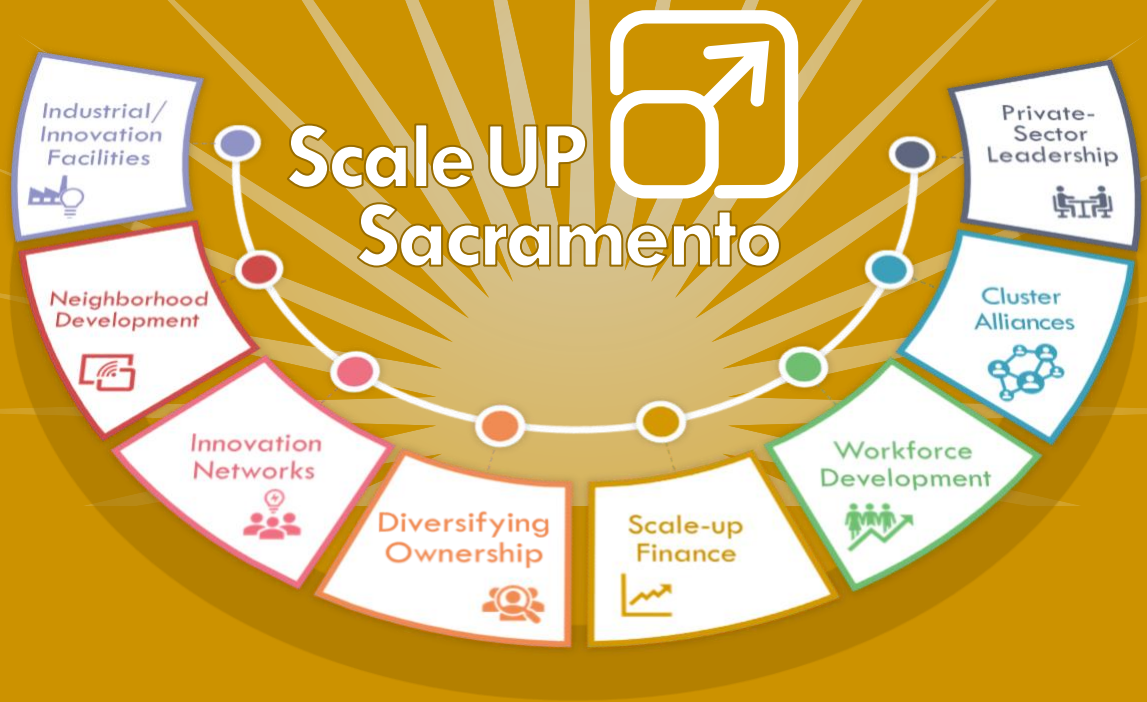 Scale UP
Sacramento
Industrial/
Innovation
Facilities
Neighborhood
Development
Innovation
Networks
Diversifying
Ownership
Scale-up
Finance
Workforce
Development
Cluster
Alliances
Private-
Sector
Leadership